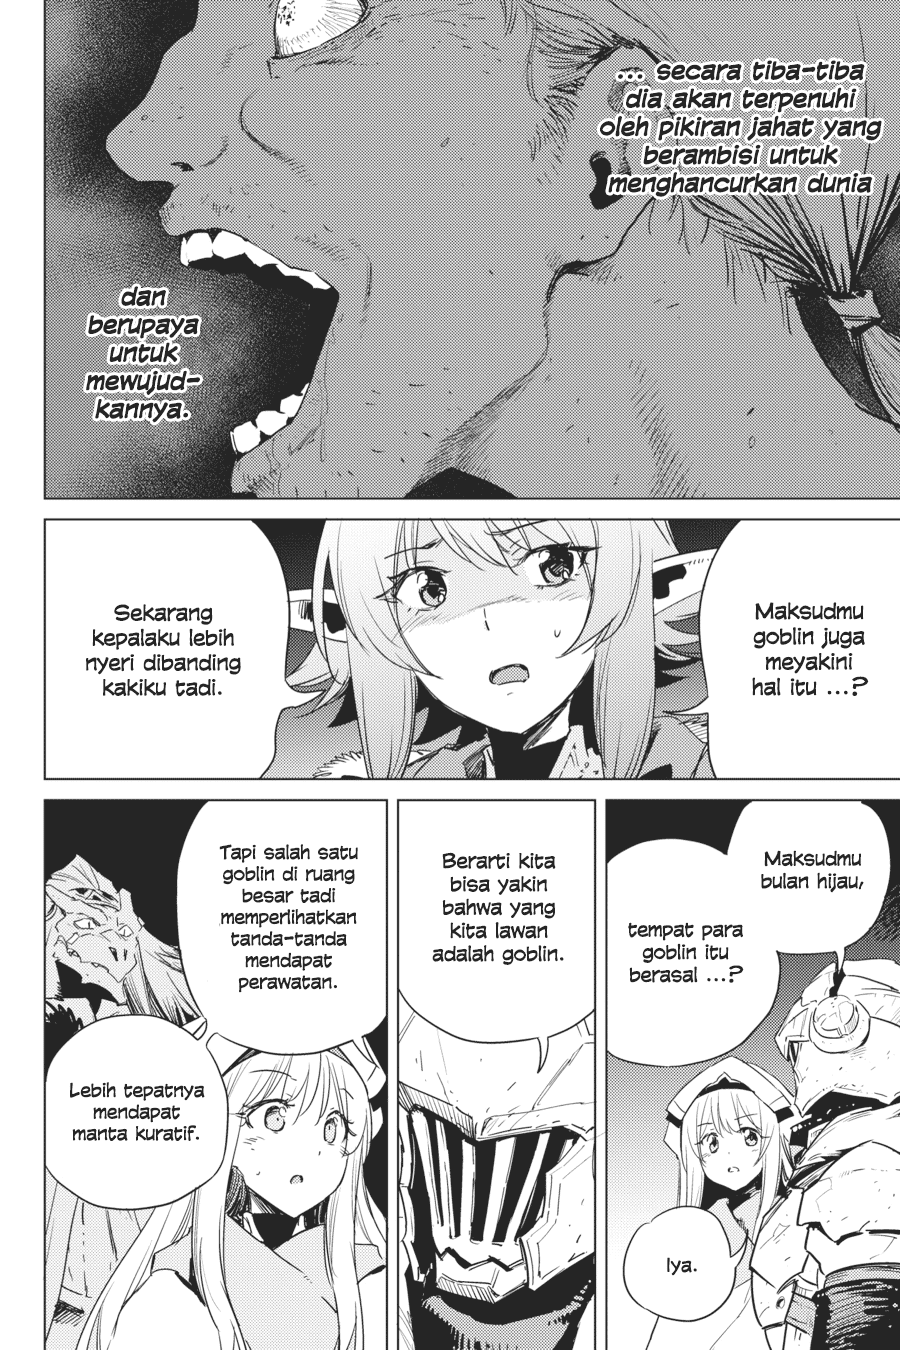 ... secara tiba-tiba
dia akan terpenuhi
oleh pikiran jahat yang
berambisi untuk
menghancurkan dunia
dan
berupaya
untuk
mewujud-
kannya.
Maksudmu
goblin juga
meyakini
hal itu ...?
Sekarang
kepalaku lebih
nyeri dibanding
kakiku tadi.
Maksudmu
bulan hijau,
tempat para
goblin itu
berasal ...?
Iya.
Berarti kita
bisa yakin
bahwa yang
kita lawan
adalah goblin.
Tapi salah satu
goblin di ruang
besar tadi
memperlihatkan
tanda-tanda
mendapat
perawatan.
Lebih tepatnya
mendapat
manta kuratif.